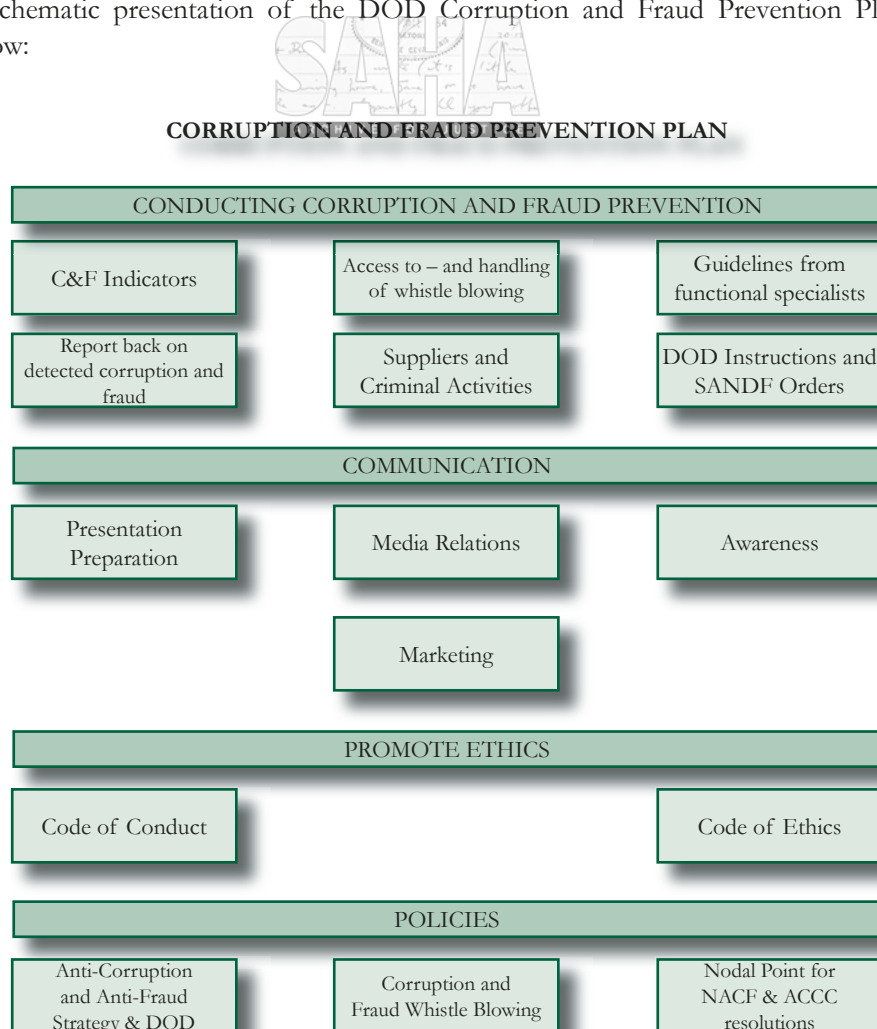 chematic presentation of the DOD Corruption and Fraud Prevention Pl
ow:
SAHA
CORRUPTION AND FRAUD PREVENTION PLAN
CONDUCTING CORRUPTION AND FRAUD PREVENTION
C&F Indicators
Access to – and handling
of whistle blowing
Guidelines from
functional specialists
Report back on
detected corruption and
fraud
Suppliers and
Criminal Activities
DOD Instructions and
SANDF Orders
COMMUNICATION
Presentation
Preparation
Media Relations
Awareness
Marketing
PROMOTE ETHICS
Code of Conduct
Code of Ethics
POLICIES
Anti-Corruption
and Anti-Fraud
Strategy & DOD
Corruption and
Fraud Whistle Blowing
Nodal Point for
NACF & ACCC
resolutions